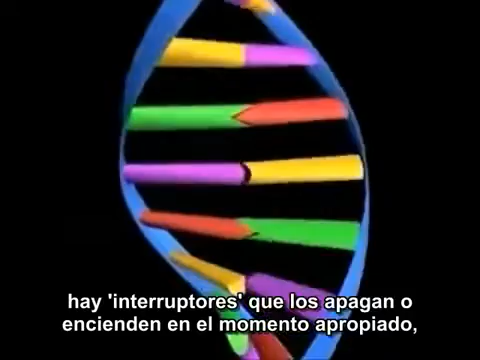 hay 'interruptores' que los apagan o
encienden en el momento apropiado,